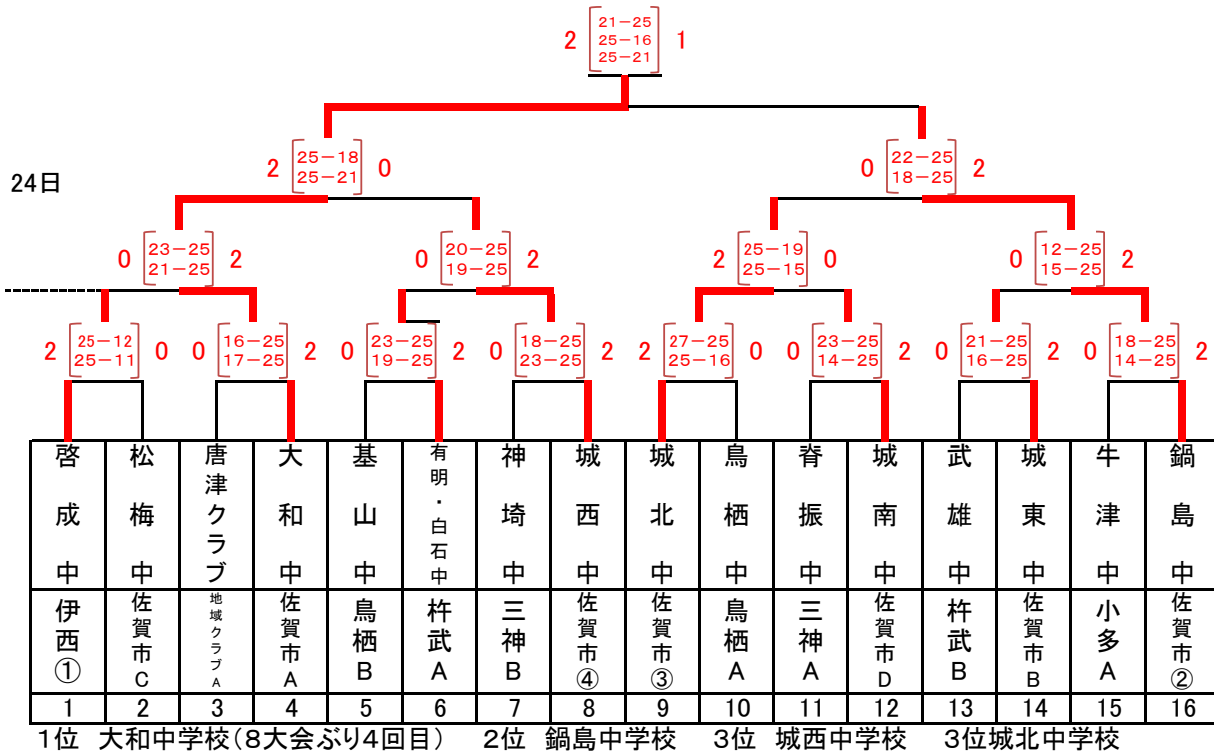 21-25
2 25-16 1
25-21
2 25-18 0
25-21
0 22-25 2
18-25
24日
0 23-25 2
21-25
0 20-25 2
19-25
2 25-19 0
25-15
0 12-25 2
15-25
2 25-12 0
25-11
0 16-25 2
17-25
0 23-25 2
19-25
0 18-25 2
23-25
2 27-25 0
25-16
0 23-25 2
14-25
0 21-25 2
16-25
0 18-25 2
14-25
啓成中 松梅中 唐津クラブ 大和中 基山中 有明・白石中 神埼中 城西中 城北中 鳥栖中 脊振中 城南中 武雄中 城東中 牛津中 鍋島中
伊西① 佐賀市C 地域クラブA 佐賀市A 鳥栖B 杵武A 三神B 佐賀市④ 佐賀市③ 鳥栖A 三神A 佐賀市D 杵武B 佐賀市B 小多A 佐賀市②
1 2 3 4 5 6 7 8 9 10 11 12 13 14 15 16
1位 大和中学校(8大会ぶり4回目) 2位 鍋島中学校 3位 城西中学校 3位城北中学校